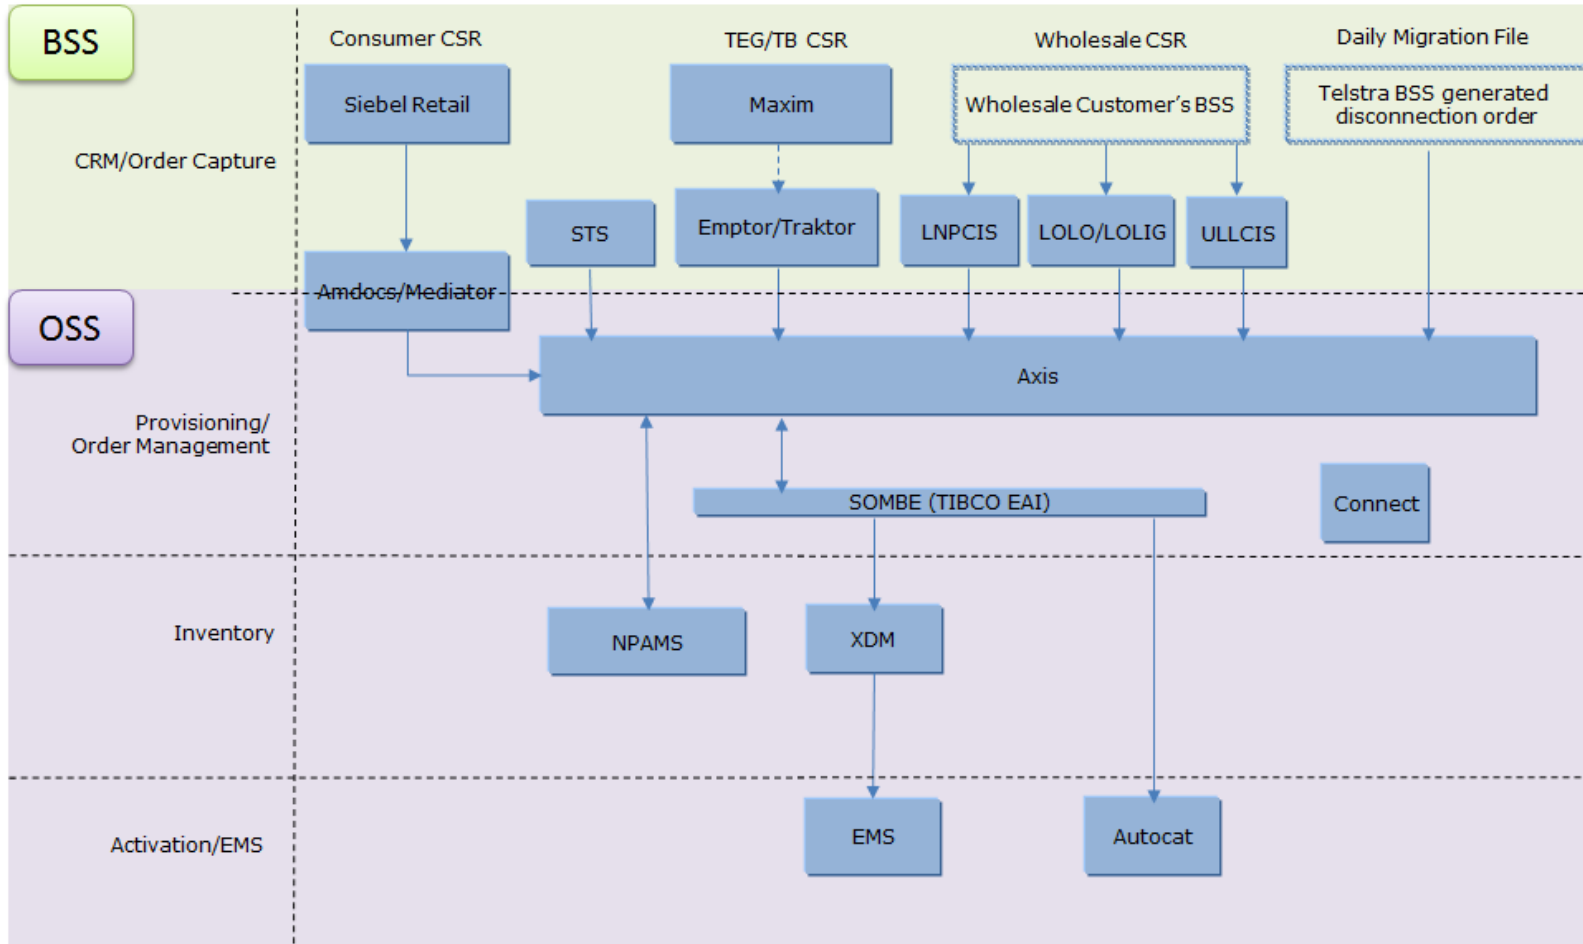 BSS
Consumer CSR
TEG/TB CSR
Wholesale CSR
Daily Migration File
Siebel Retail
Maxim
Wholesale Customer's BSS
Telstra BSS generated
disconnection order
CRM/Order Capture
STS
Emptor/Traktor
LNPCIS
LOLO/LOLIG
ULLCIS
Amdocs/Mediator
OSS
Axis
Provisioning/
Order Management
SOMBE (TIBCO EAI)
Connect
Inventory
NPAMS
XDM
Activation/EMS
EMS
Autocat